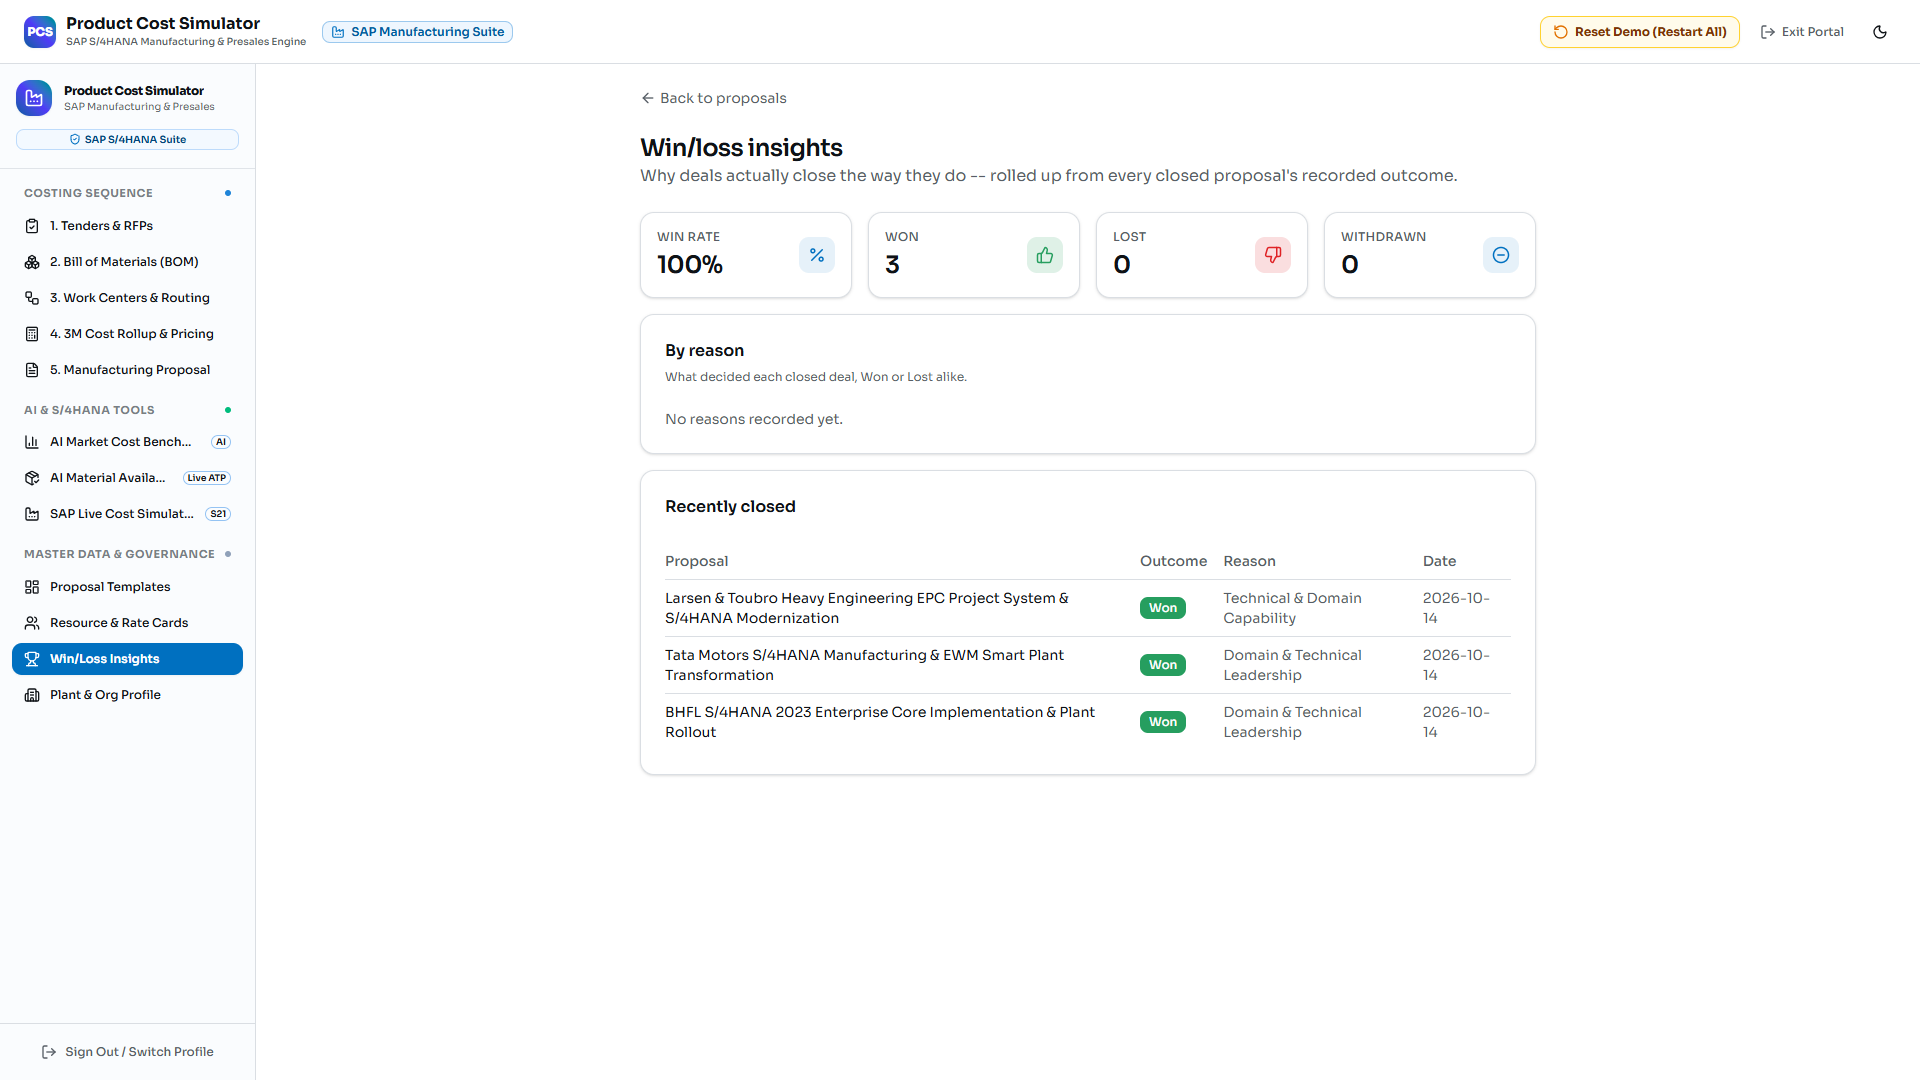 PCS
Product Cost Simulator
SAP S/4HANA Manufacturing & Presales Engine
SAP Manufacturing Suite
Reset Demo (Restart All)
Exit Portal
Product Cost Simulator
SAP Manufacturing & Presales
SAP S/4HANA Suite
COSTING SEQUENCE
1. Tenders & RFPs
2. Bill of Materials (BOM)
3. Work Centers & Routing
4. 3M Cost Rollup & Pricing
5. Manufacturing Proposal
AI & S/4HANA TOOLS
AI Market Cost Bench... AI
AI Material Availa... Live ATP
SAP Live Cost Simulat... S21
MASTER DATA & GOVERNANCE
Proposal Templates
Resource & Rate Cards
Win/Loss Insights
Plant & Org Profile
Sign Out / Switch Profile
Back to proposals
Win/loss insights
Why deals actually close the way they do -- rolled up from every closed proposal's recorded outcome.
WIN RATE
100%
WON
3
LOST
0
WITHDRAWN
0
By reason
What decided each closed deal, Won or Lost alike.
No reasons recorded yet.
Recently closed
Proposal Outcome Reason Date
Larsen & Toubro Heavy Engineering EPC Project System &
S/4HANA Modernization
Won
Technical & Domain
Capability
2026-10-
14
Tata Motors S/4HANA Manufacturing & EWM Smart Plant
Transformation
Won
Domain & Technical
Leadership
2026-10-
14
BHFL S/4HANA 2023 Enterprise Core Implementation & Plant
Rollout
Won
Domain & Technical
Leadership
2026-10-
14